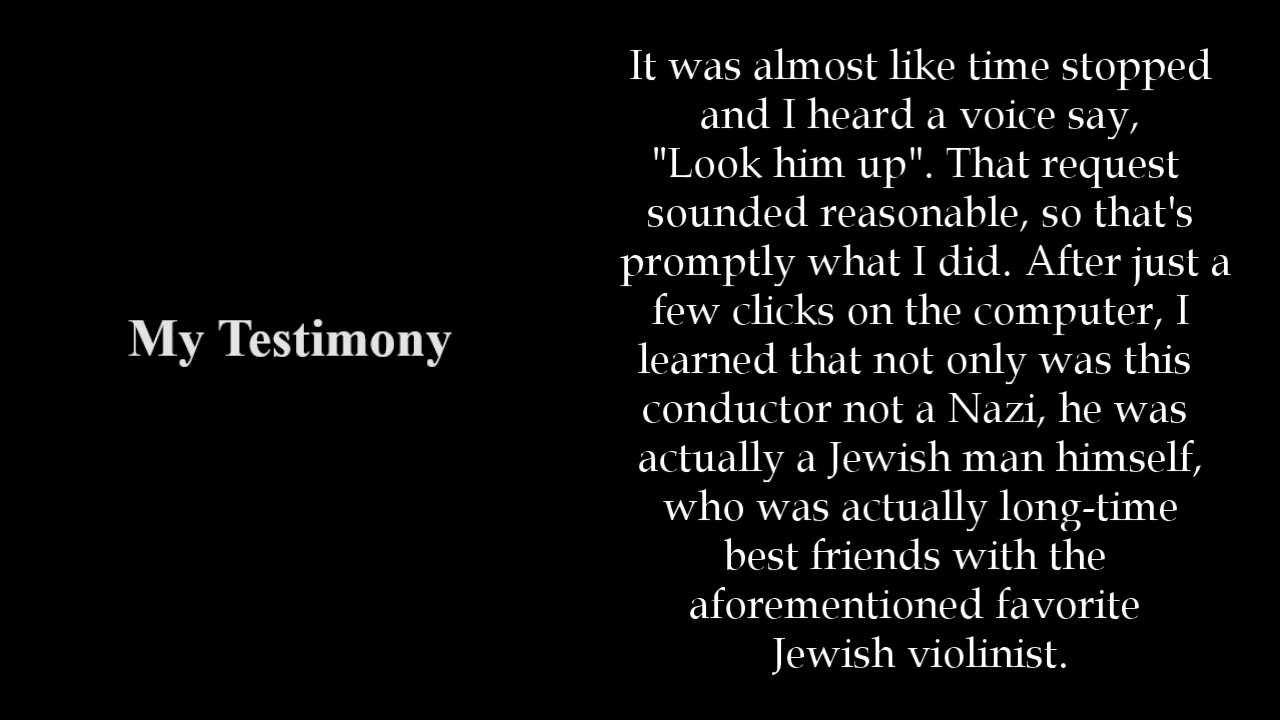 My Testimony
It was almost like time stopped
and I heard a voice say,
"Look him up". That request
sounded reasonable, so that's
promptly what I did. After just a
few clicks on the computer, I
learned that not only was this
conductor not a Nazi, he was
actually a Jewish man himself,
who was actually long-time
best friends with the
aforementioned favorite
Jewish violinist.